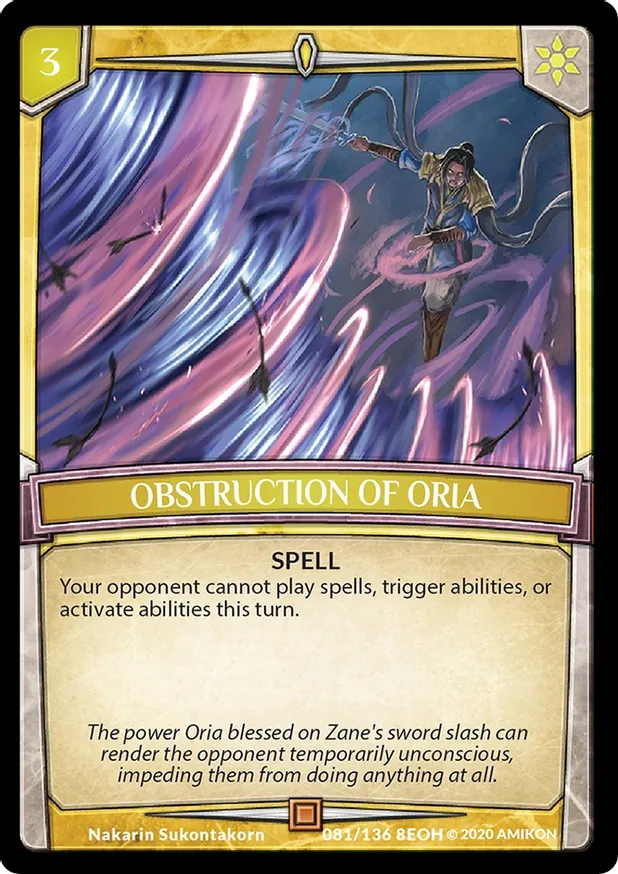 3
OBSTRUCTION OF ORIA
SPELL
Your opponent cannot play spells, trigger abilities, or
activate abilities this turn.
The power Oria blessed on Zane's sword slash can
render the opponent temporarily unconscious,
impeding them from doing anything at all.
Nakarin Sukontakorn 081/136 8EOH © 2020 AMIKON